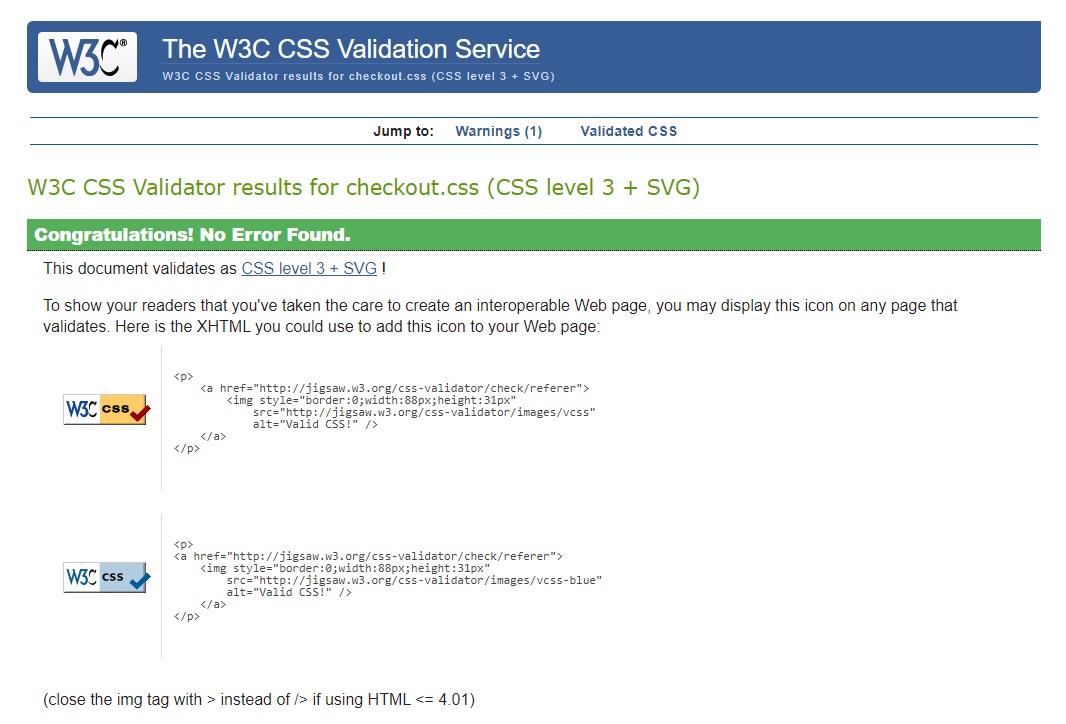 W3C®
The W3C CSS Validation Service
W3C CSS Validator results for checkout.css (CSS level 3 + SVG)
Jump to: Warnings (1) Validated CSS
W3C CSS Validator results for checkout.css (CSS level 3 + SVG)
Congratulations! No Error Found.
This document validates as CSS level 3 + SVG !
To show your readers that you've taken the care to create an interoperable Web page, you may display this icon on any page that
validates. Here is the XHTML you could use to add this icon to your Web page:
W3C css
<p>
    <a href="http://jigsaw.w3.org/css-validator/check/referer">
        <img style="border:0;width:88px;height:31px"
            src="http://jigsaw.w3.org/css-validator/images/vcss"
            alt="Valid CSS!" />
    </a>
</p>
W3C css
<p>
<a href="http://jigsaw.w3.org/css-validator/check/referer">
    <img style="border:0;width:88px;height:31px"
        src="http://jigsaw.w3.org/css-validator/images/vcss-blue"
        alt="Valid CSS!" />
    </a>
</p>
(close the img tag with > instead of /> if using HTML <= 4.01)